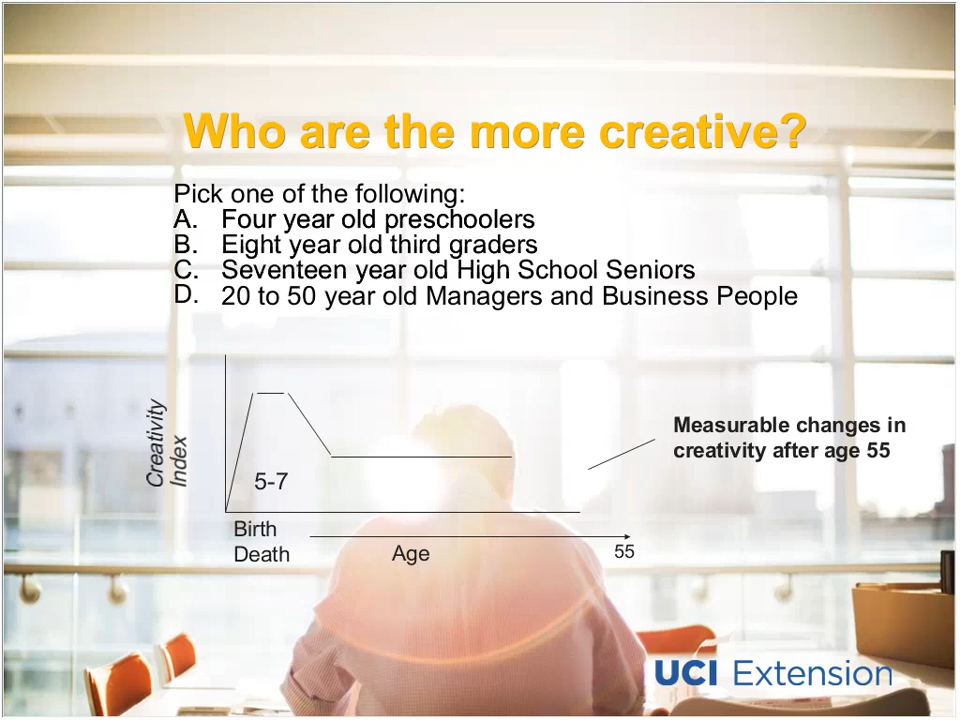 Who are the more creative?
Pick one of the following:
A. Four year old preschoolers
B. Eight year old third graders
C. Seventeen year old High School Seniors
D. 20 to 50 year old Managers and Business People
Creativity
Index
Measurable changes in
creativity after age 55
5-7
Birth
Death
Age
55
UCI Extension